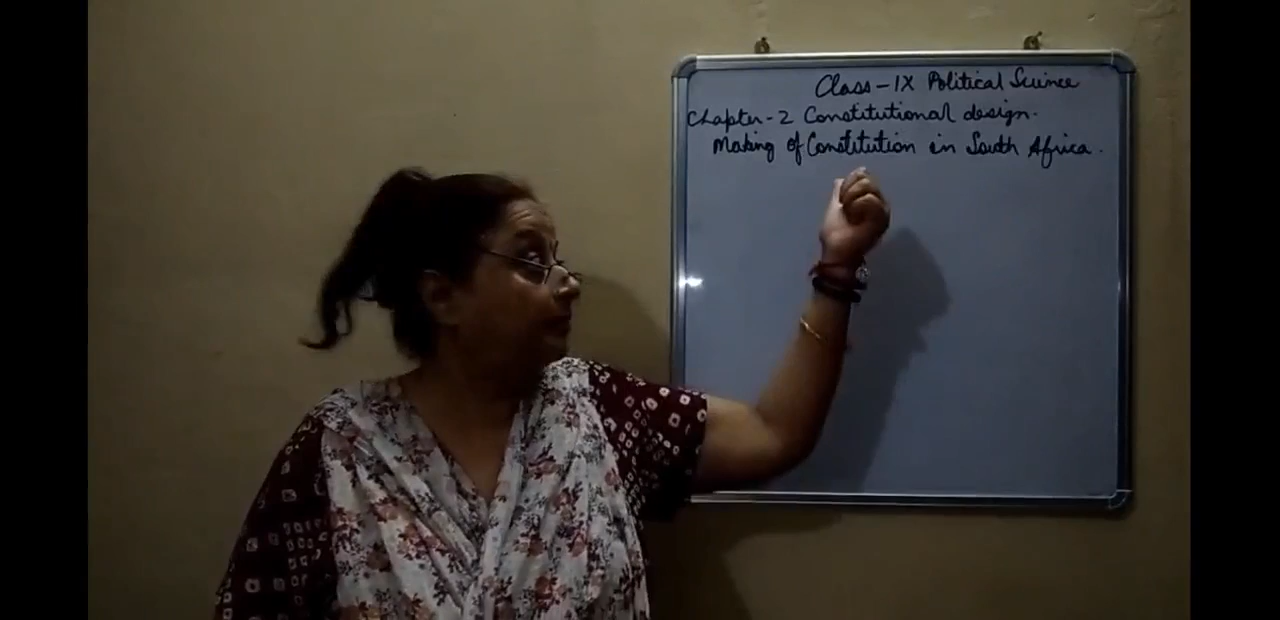 Class - IX Political Science
Chapter - 2 Constitutional design.
Making of Constitution in South Africa.